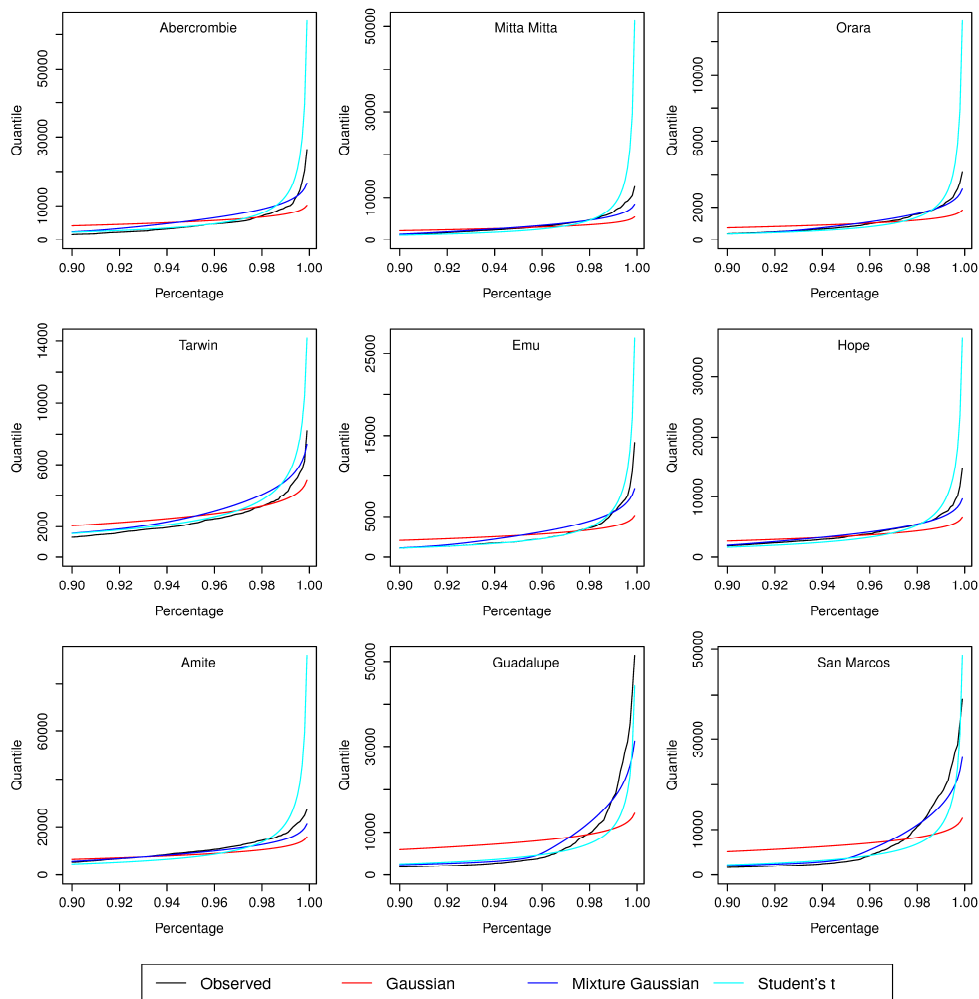 Abercrombie
Quantile
0 10000 30000 50000
0.90 0.92 0.94 0.96 0.98 1.00
Percentage
Mitta Mitta
Quantile
0 10000 30000 50000
0.90 0.92 0.94 0.96 0.98 1.00
Percentage
Orara
Quantile
0 2000 6000 10000
0.90 0.92 0.94 0.96 0.98 1.00
Percentage
Tarwin
Quantile
0 2000 6000 10000 14000
0.90 0.92 0.94 0.96 0.98 1.00
Percentage
Emu
Quantile
0 5000 15000 25000
0.90 0.92 0.94 0.96 0.98 1.00
Percentage
Hope
Quantile
0 10000 30000
0.90 0.92 0.94 0.96 0.98 1.00
Percentage
Amite
Quantile
0 20000 60000
0.90 0.92 0.94 0.96 0.98 1.00
Percentage
Guadalupe
Quantile
0 10000 30000 50000
0.90 0.92 0.94 0.96 0.98 1.00
Percentage
San Marcos
Quantile
0 10000 30000 50000
0.90 0.92 0.94 0.96 0.98 1.00
Percentage
Observed Gaussian Mixture Gaussian Student's t